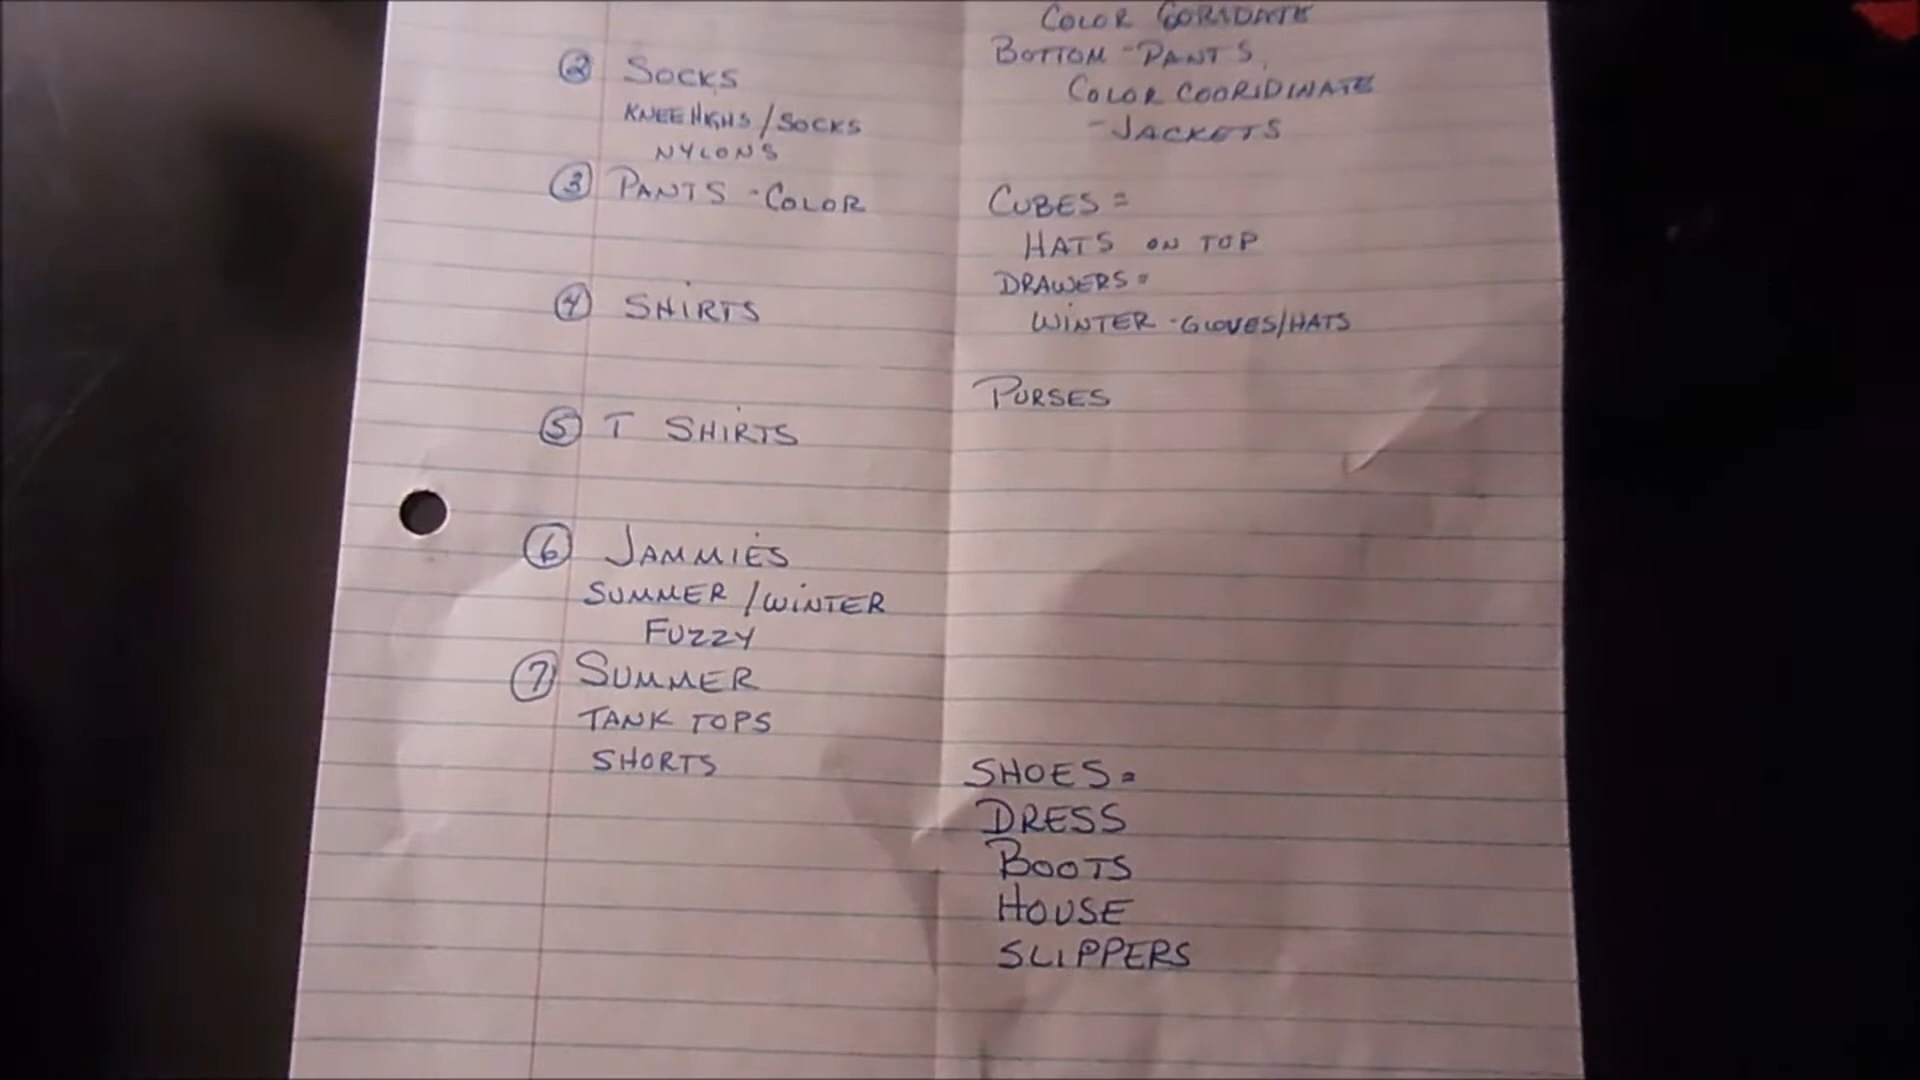 ② SOCKS
KNEE HIGHS/SOCKS
NYLONS
③ PANTS - COLOR
④ SHIRTS
⑤ T SHIRTS
⑥ JAMMIES
SUMMER/WINTER
FUZZY
⑦ SUMMER
TANK TOPS
SHORTS
COLOR
BOTTOM - PANTS,
COLOR COORIDINATE
- JACKETS
CUBES =
HATS ON TOP
DRAWERS =
WINTER - GLOVES/HATS
PURSES
SHOES =
DRESS
BOOTS
HOUSE
SLIPPERS